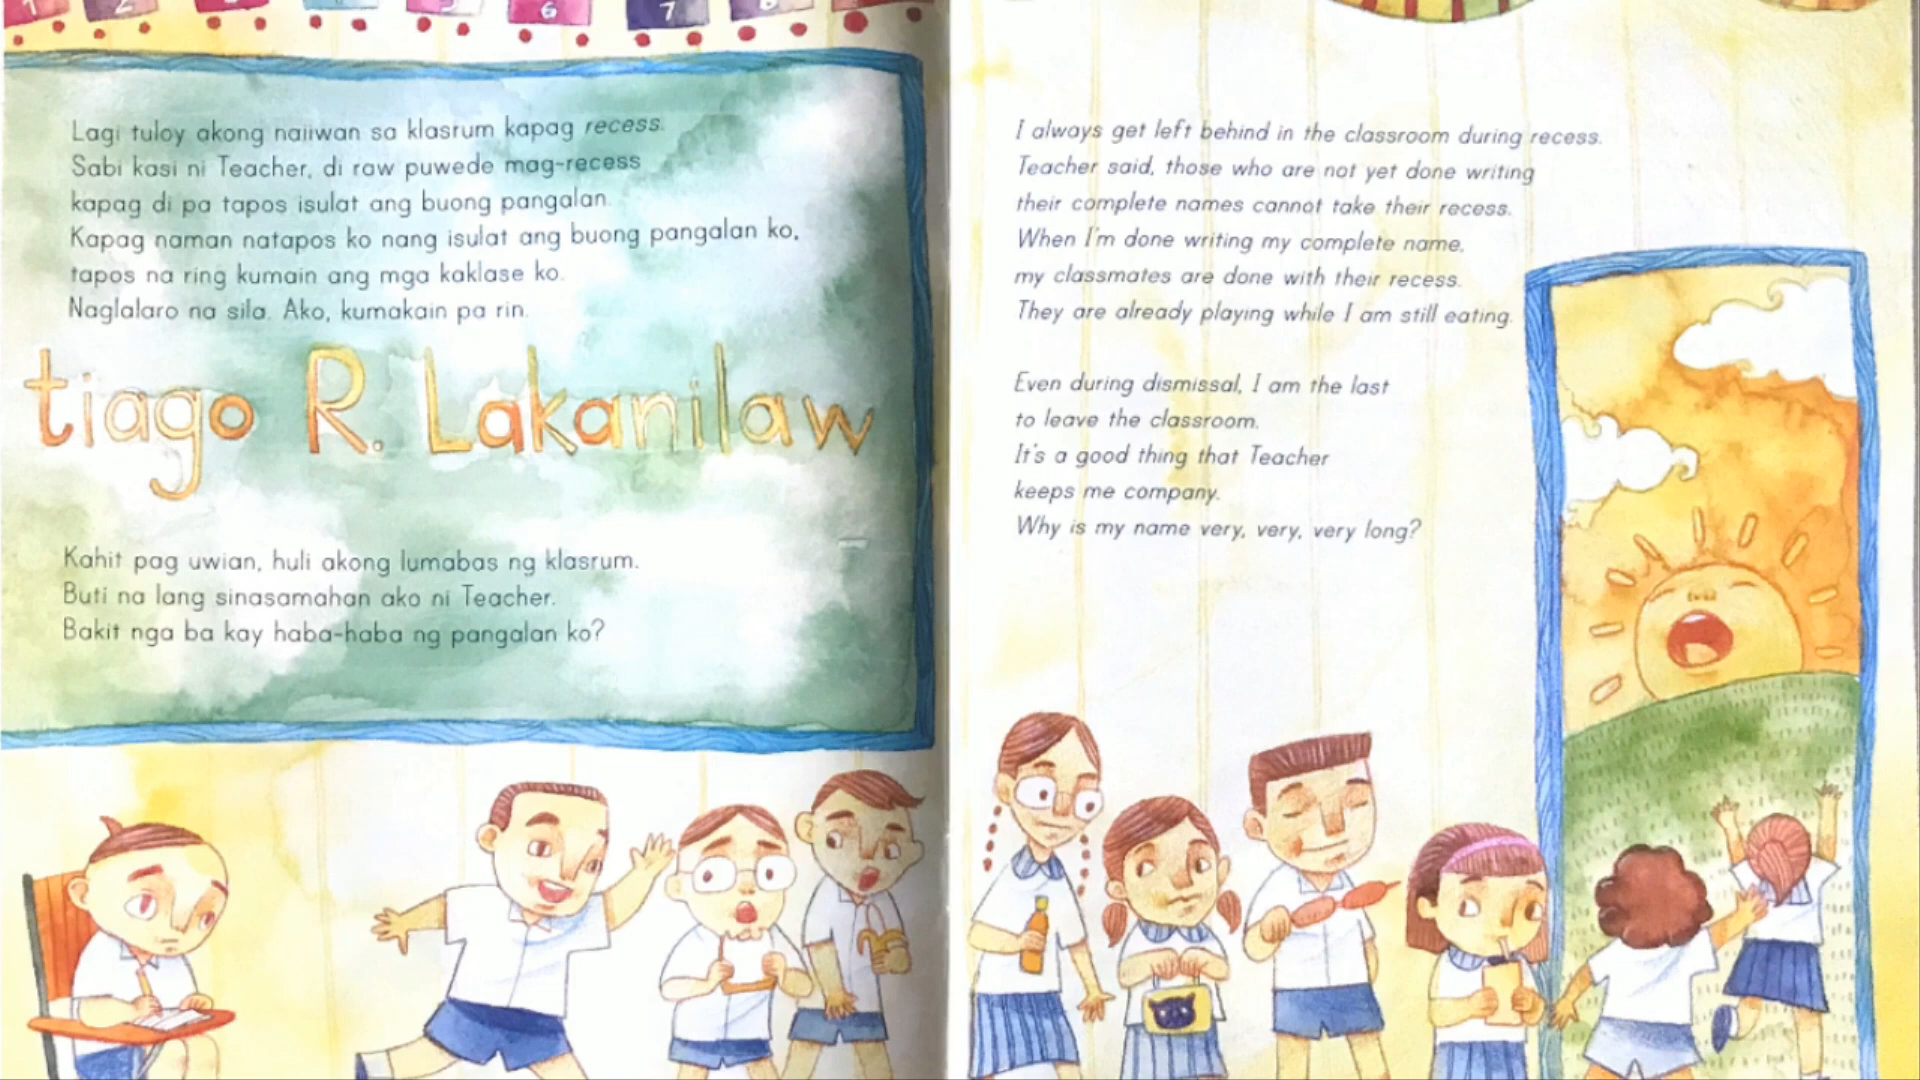 1
2
6
7
8
Lagi tuloy akong naiiwan sa klasrum kapag recess.
Sabi kasi ni Teacher, di raw puwede mag-recess
kapag di pa tapos isulat ang buong pangalan.
Kapag naman natapos ko nang isulat ang buong pangalan ko,
tapos na ring kumain ang mga kaklase ko.
Naglalaro na sila. Ako, kumakain pa rin.
tiago R. Lakanilaw
Kahit pag uwian, huli akong lumabas ng klasrum.
Buti na lang sinasamahan ako ni Teacher.
Bakit nga ba kay haba-haba ng pangalan ko?
I always get left behind in the classroom during recess.
Teacher said, those who are not yet done writing
their complete names cannot take their recess.
When I'm done writing my complete name,
my classmates are done with their recess.
They are already playing while I am still eating.
Even during dismissal, I am the last
to leave the classroom.
It's a good thing that Teacher
keeps me company.
Why is my name very, very, very long?